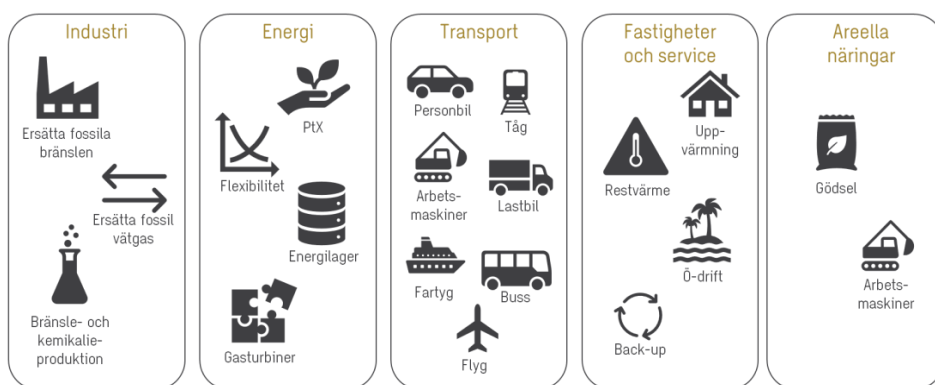 Industri
Ersätta fossila
bränslen
Ersätta fossil
vätgas
Bränsle- och
kemikalie-
produktion
Energi
PtX
Flexibilitet
Energilager
Gasturbiner
Transport
Personbil
Tåg
Arbets-
maskiner
Lastbil
Fartyg
Buss
Flyg
Fastigheter
och service
Upp-
värmning
Restvärme
Ö-drift
Back-up
Areella
näringar
Gödsel
Arbets-
maskiner